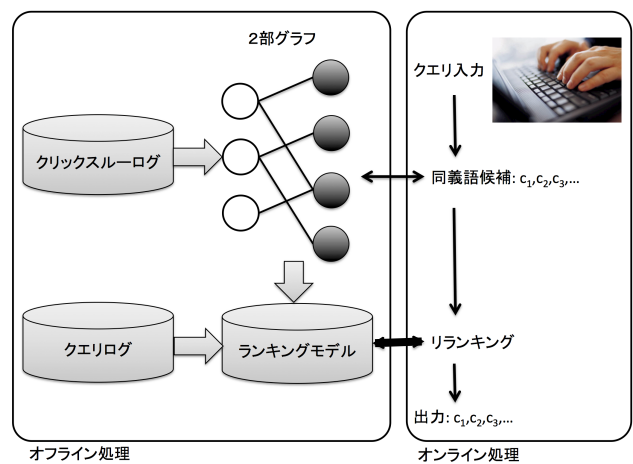 2部グラフ
クリックスルーログ
クエリログ
ランキングモデル
オフライン処理
クエリ入力
同義語候補: c1,c2,c3,...
リランキング
出力: c1,c2,c3,...
オンライン処理